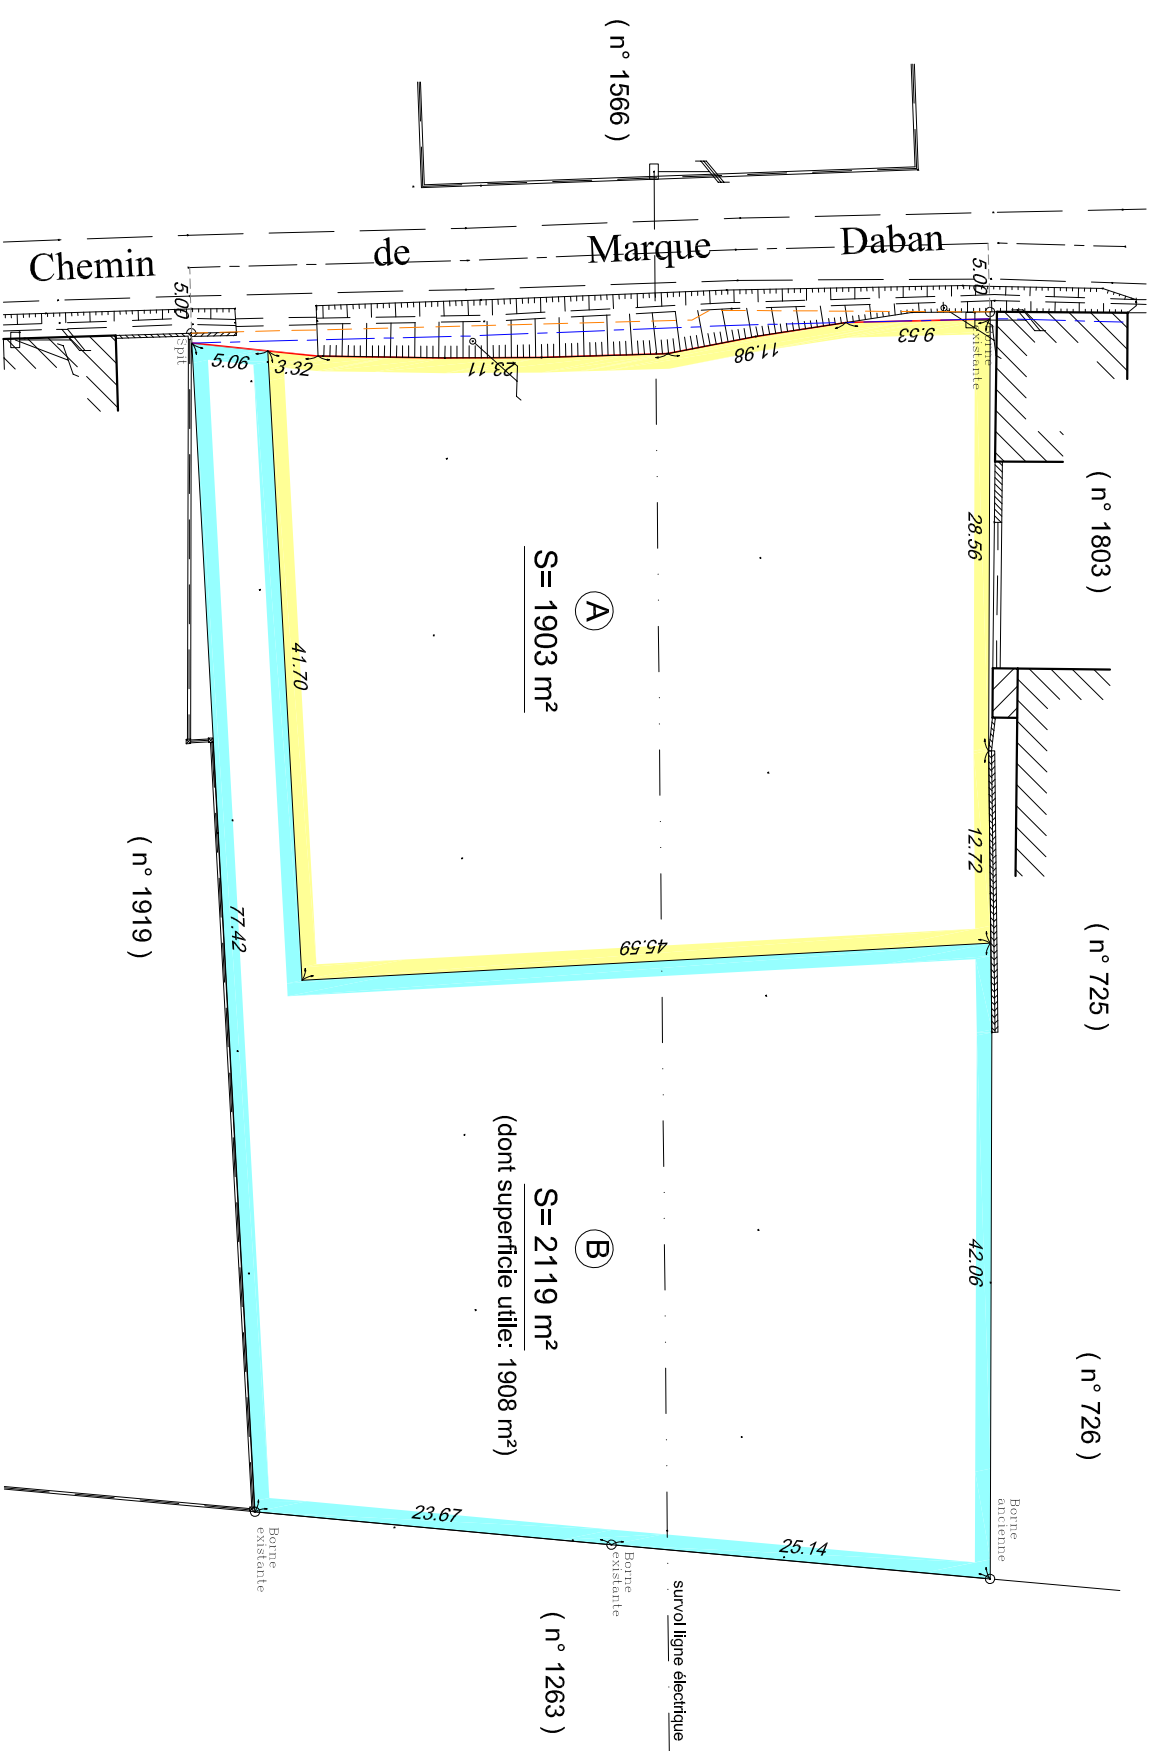 ( n° 1566 )
Chemin de Marque Daban
5.00
5.00
Spit
Borne
existante
5.06
3.32
23.11
11.98
9.53
28.56
( n° 1803 )
A
S= 1903 m²
41.70
12.72
45.59
( n° 1919 )
77.42
( n° 725 )
B
S= 2119 m²
(dont superficie utile: 1908 m²)
42.06
( n° 726 )
23.67
25.14
Borne
ancienne
Borne
existante
Borne
existante
survol ligne électrique
( n° 1263 )